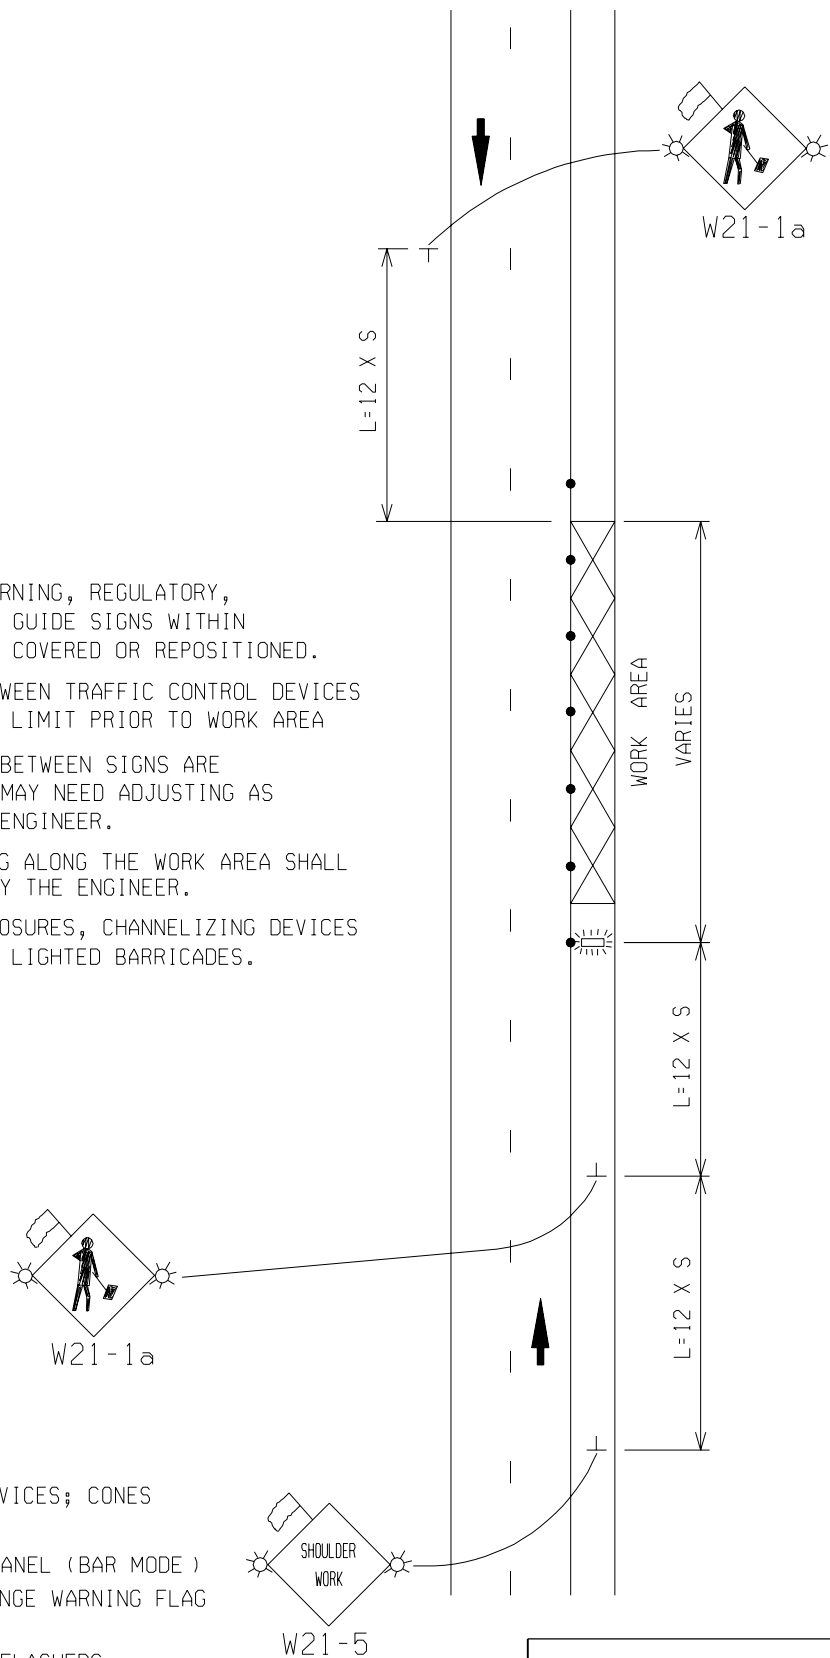 W21-1a
L=12 X S
RNING, REGULATORY,
GUIDE SIGNS WITHIN
COVERED OR REPOSITIONED.
WEEN TRAFFIC CONTROL DEVICES
LIMIT PRIOR TO WORK AREA
BETWEEN SIGNS ARE
MAY NEED ADJUSTING AS
ENGINEER.
G ALONG THE WORK AREA SHALL
Y THE ENGINEER.
OSURES, CHANNELIZING DEVICES
LIGHTED BARRICADES.
WORK AREA
VARIES
L=12 X S
L=12 X S
W21-1a
VICES; CONES
ANEL (BAR MODE)
NGE WARNING FLAG
SHOULDER
WORK
W21-5